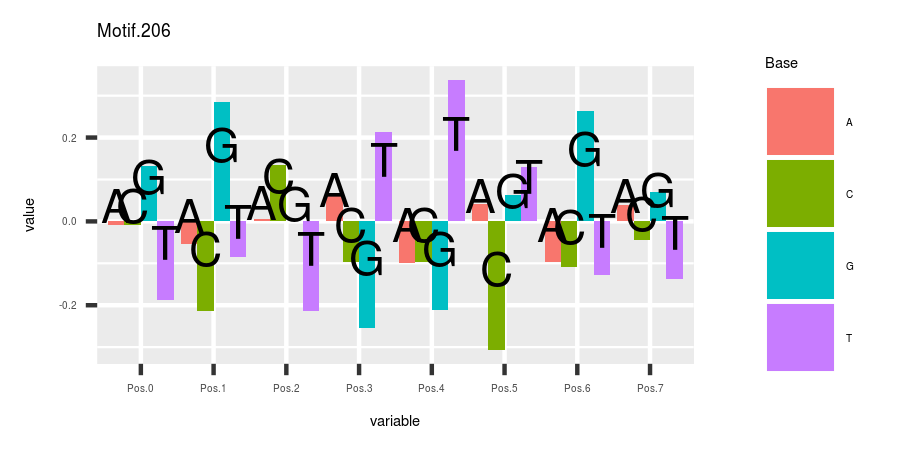 Motif.206
value
0.2
0.0
-0.2
A C G T A C G T A C G T A C G T A C G T A C G T A C G T A C G T
Pos.0 Pos.1 Pos.2 Pos.3 Pos.4 Pos.5 Pos.6 Pos.7
variable
Base
A
C
G
T